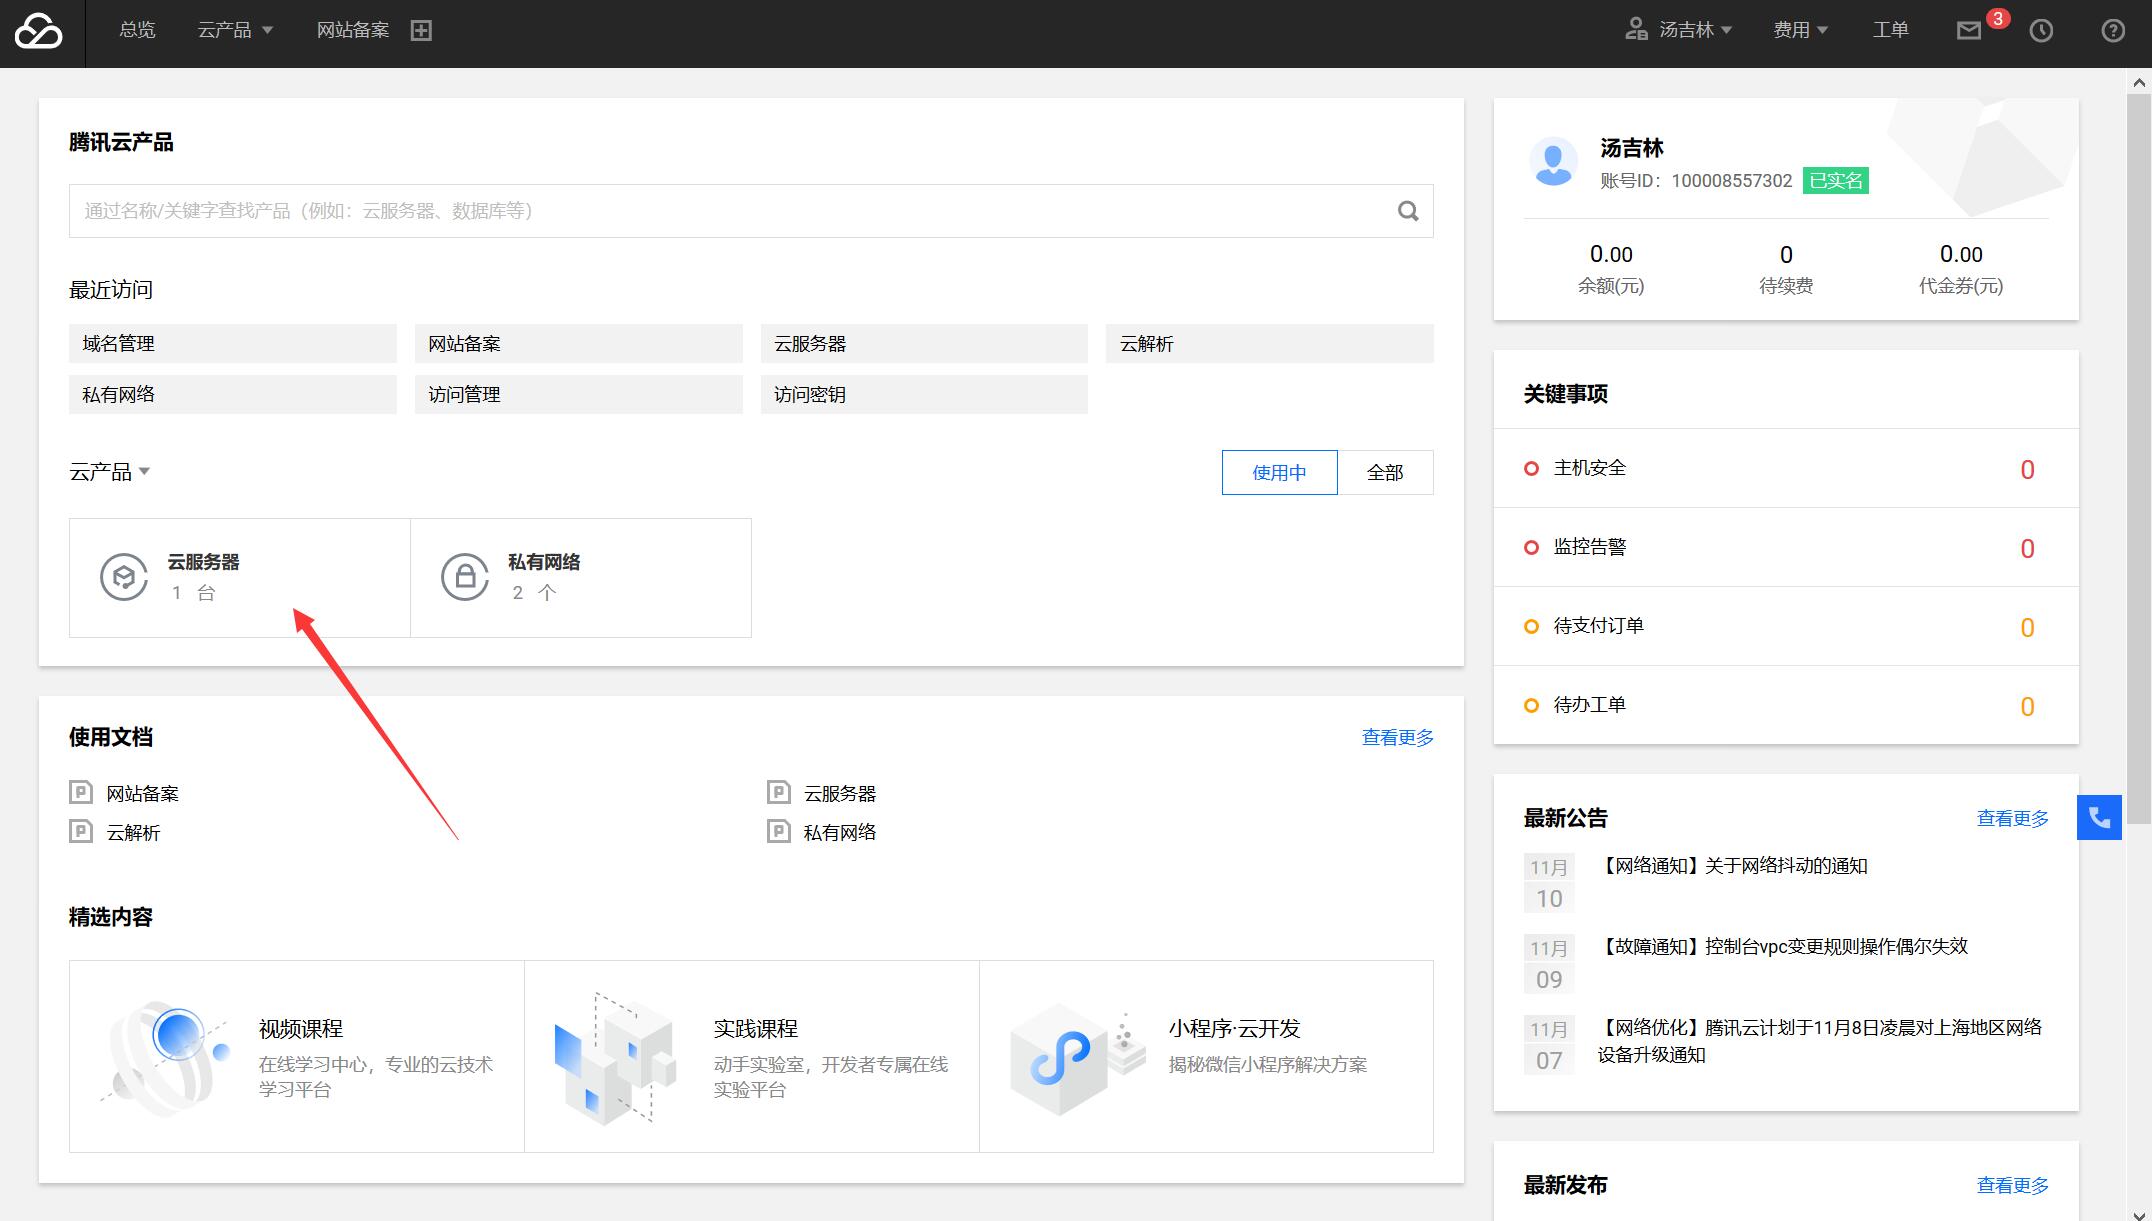 总览
云产品
网站备案
汤吉林
费用
工单
3
腾讯云产品
通过名称/关键字查找产品（例如：云服务器、数据库等）
最近访问
域名管理
网站备案
云服务器
云解析
私有网络
访问管理
访问密钥
云产品
使用中
全部
云服务器
1 台
私有网络
2 个
使用文档
查看更多
网站备案
云服务器
云解析
私有网络
精选内容
视频课程
在线学习中心，专业的云技术
学习平台
实践课程
动手实验室，开发者专属在线
实验平台
小程序·云开发
揭秘微信小程序解决方案
汤吉林
账号ID：100008557302 已实名
0.00
余额(元)
0
待续费
0.00
代金券(元)
关键事项
主机安全 0
监控告警 0
待支付订单 0
待办工单 0
最新公告
查看更多
11月
10
【网络通知】关于网络抖动的通知
11月
09
【故障通知】控制台vpc变更规则操作偶尔失效
11月
07
【网络优化】腾讯云计划于11月8日凌晨对上海地区网络
设备升级通知
最新发布
查看更多